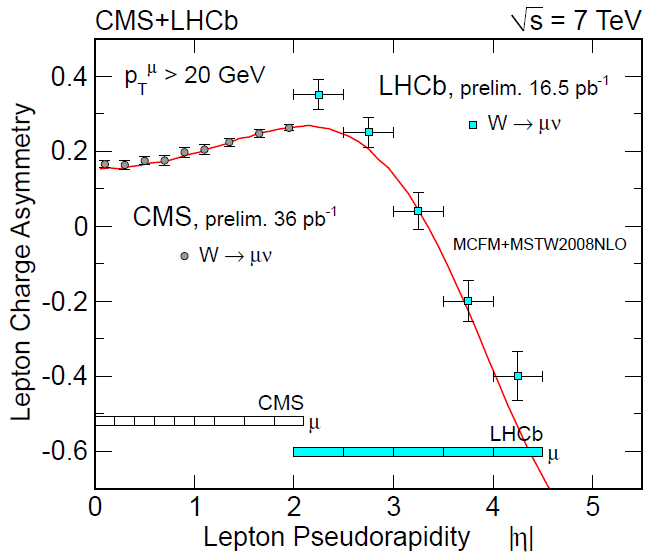 CMS+LHCb
√s = 7 TeV
p_T^μ > 20 GeV
LHCb, prelim. 16.5 pb⁻¹
W → μν
CMS, prelim. 36 pb⁻¹
W → μν
MCFM+MSTW2008NLO
CMS
μ
LHCb
μ
Lepton Charge Asymmetry
0.4
0.2
0
-0.2
-0.4
-0.6
0 1 2 3 4 5
Lepton Pseudorapidity |η|